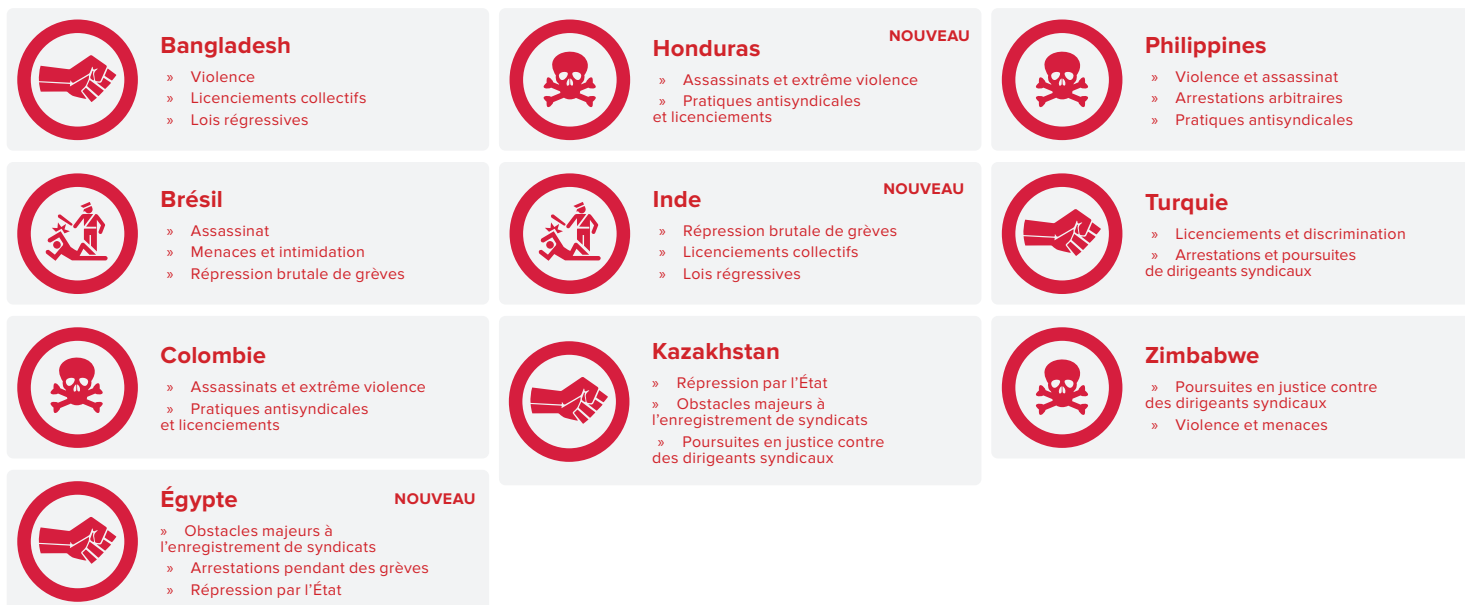 Bangladesh
» Violence
» Licenciements collectifs
» Lois régressives
Brésil
» Assassinat
» Menaces et intimidation
» Répression brutale de grèves
Colombie
» Assassinats et extrême violence
» Pratiques antisyndicales
et licenciements
Égypte
NOUVEAU
» Obstacles majeurs à
l’enregistrement de syndicats
» Arrestations pendant des grèves
» Répression par l’État
Honduras
NOUVEAU
» Assassinats et extrême violence
» Pratiques antisyndicales
et licenciements
Inde
NOUVEAU
» Répression brutale de grèves
» Licenciements collectifs
» Lois régressives
Kazakhstan
» Répression par l’État
» Obstacles majeurs à
l’enregistrement de syndicats
» Poursuites en justice contre
des dirigeants syndicaux
Philippines
» Violence et assassinat
» Arrestations arbitraires
» Pratiques antisyndicales
Turquie
» Licenciements et discrimination
» Arrestations et poursuites
de dirigeants syndicaux
Zimbabwe
» Poursuites en justice contre
des dirigeants syndicaux
» Violence et menaces